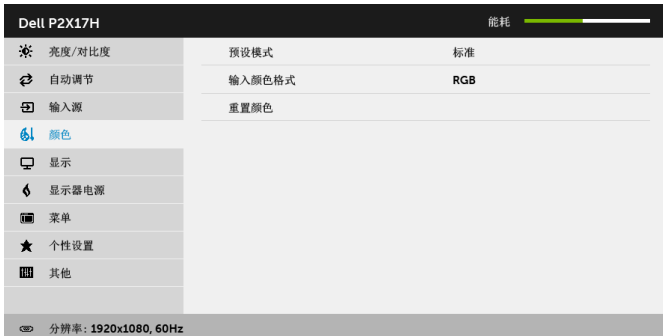 Dell P2X17H 能耗
亮度/对比度 预设模式 标准
自动调节 输入颜色格式 RGB
输入源 重置颜色
颜色
显示
显示器电源
菜单
个性设置
其他
分辨率: 1920x1080, 60Hz